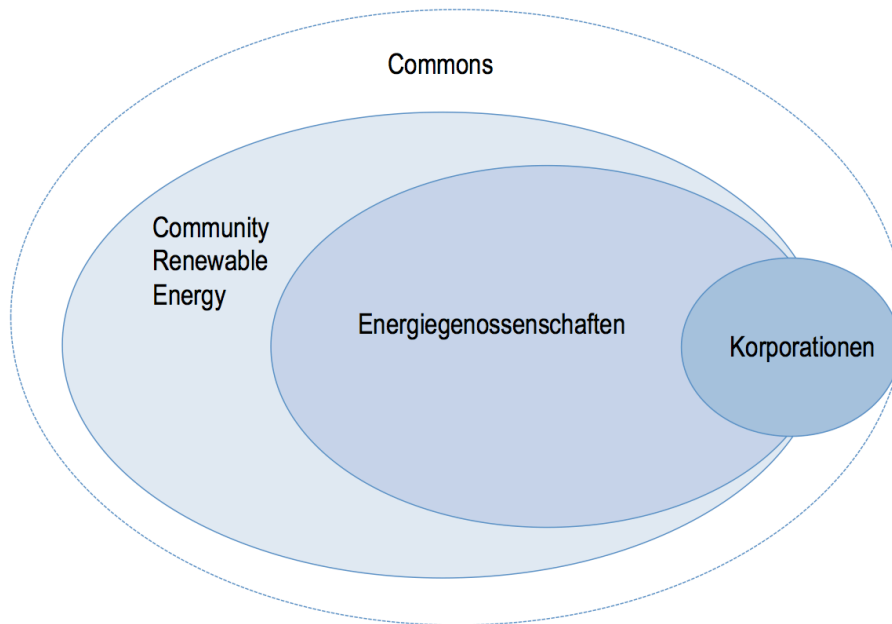 Commons
Community
Renewable
Energy
Energiegenossenschaften
Korporationen